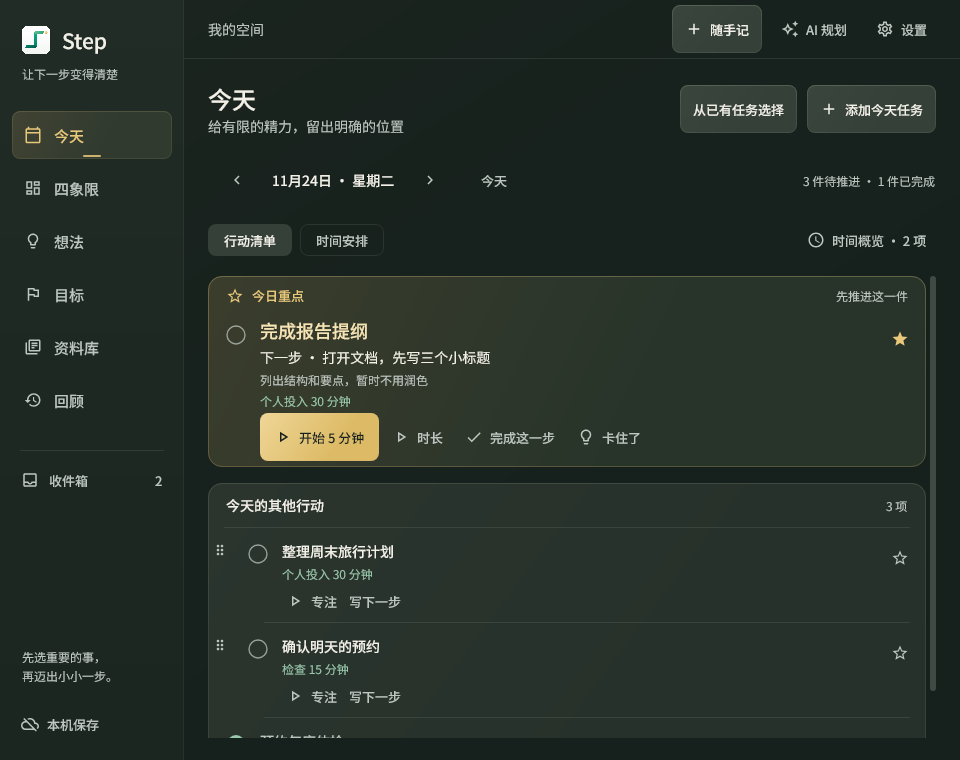 Step
让下一步变得清楚
今天
四象限
想法
目标
资料库
回顾
收件箱 2
先选重要的事，
再迈出小小一步。
本机保存
我的空间
随手记
AI 规划
设置
今天
给有限的精力，留出明确的位置
从已有任务选择
添加今天任务
11月24日 · 星期二
今天
3 件待推进 · 1 件已完成
行动清单
时间安排
时间概览 · 2 项
今日重点
先推进这一件
完成报告提纲
下一步 · 打开文档，先写三个小标题
列出结构和要点，暂时不用润色
个人投入 30 分钟
开始 5 分钟
时长
完成这一步
卡住了
今天的其他行动
3 项
整理周末旅行计划
个人投入 30 分钟
专注 写下一步
确认明天的预约
检查 15 分钟
专注 写下一步